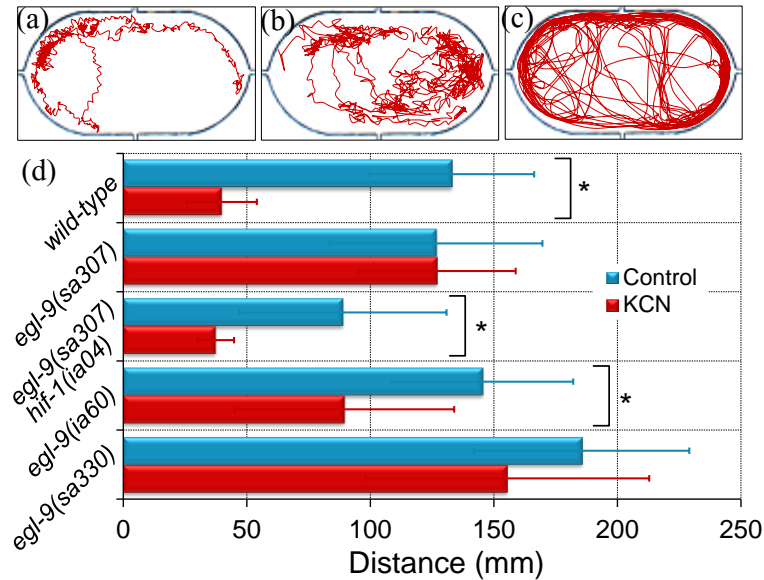 (a)
(b)
(c)
(d)
wild-type
egl-9(sa307)
egl-9(sa307)
hif-1(ia04)
egl-9(ia60)
egl-9(sa330)
*
*
*
Control
KCN
0 50 100 150 200 250
Distance (mm)